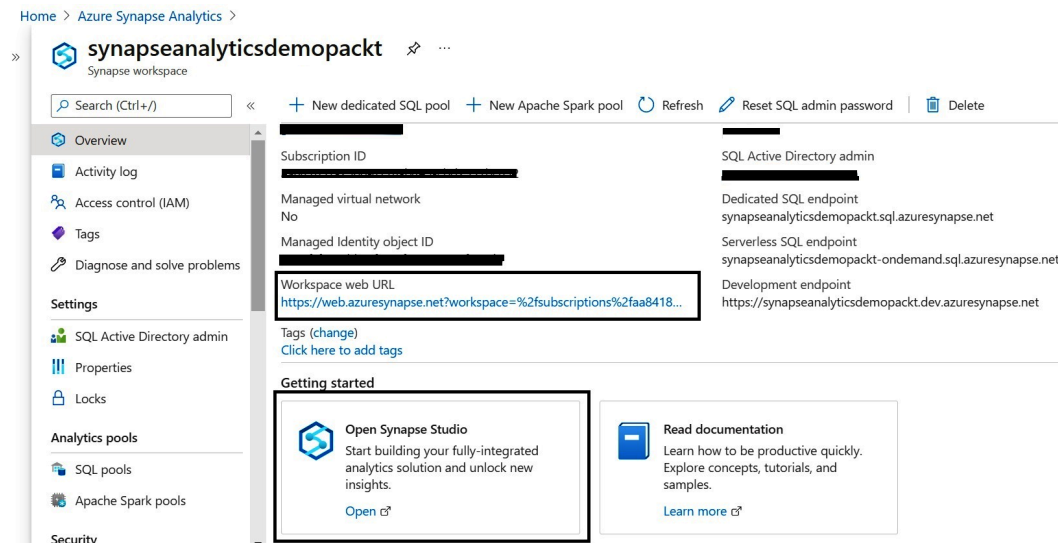 Home > Azure Synapse Analytics >
synapseanalyticsdemopackt
Synapse workspace
Search (Ctrl+/)
New dedicated SQL pool
New Apache Spark pool
Refresh
Reset SQL admin password
Delete
Overview
Activity log
Access control (IAM)
Tags
Diagnose and solve problems
Settings
SQL Active Directory admin
Properties
Locks
Analytics pools
SQL pools
Apache Spark pools
Security
Subscription ID
Managed virtual network
No
Managed Identity object ID
Workspace web URL
https://web.azuresynapse.net?workspace=%2fsubscriptions%2faa8418...
Tags (change)
Click here to add tags
SQL Active Directory admin
Dedicated SQL endpoint
synapseanalyticsdemopackt.sql.azuresynapse.net
Serverless SQL endpoint
synapseanalyticsdemopackt-ondemand.sql.azuresynapse.net
Development endpoint
https://synapseanalyticsdemopackt.dev.azuresynapse.net
Getting started
Open Synapse Studio
Start building your fully-integrated
analytics solution and unlock new
insights.
Open
Read documentation
Learn how to be productive quickly.
Explore concepts, tutorials, and
samples.
Learn more